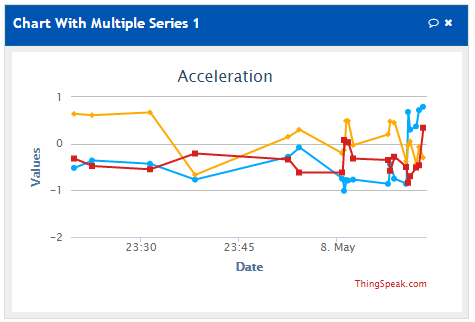 Chart With Multiple Series 1
Acceleration
1
0
−1
−2
Values
23:30 23:45 8. May
Date
ThingSpeak.com